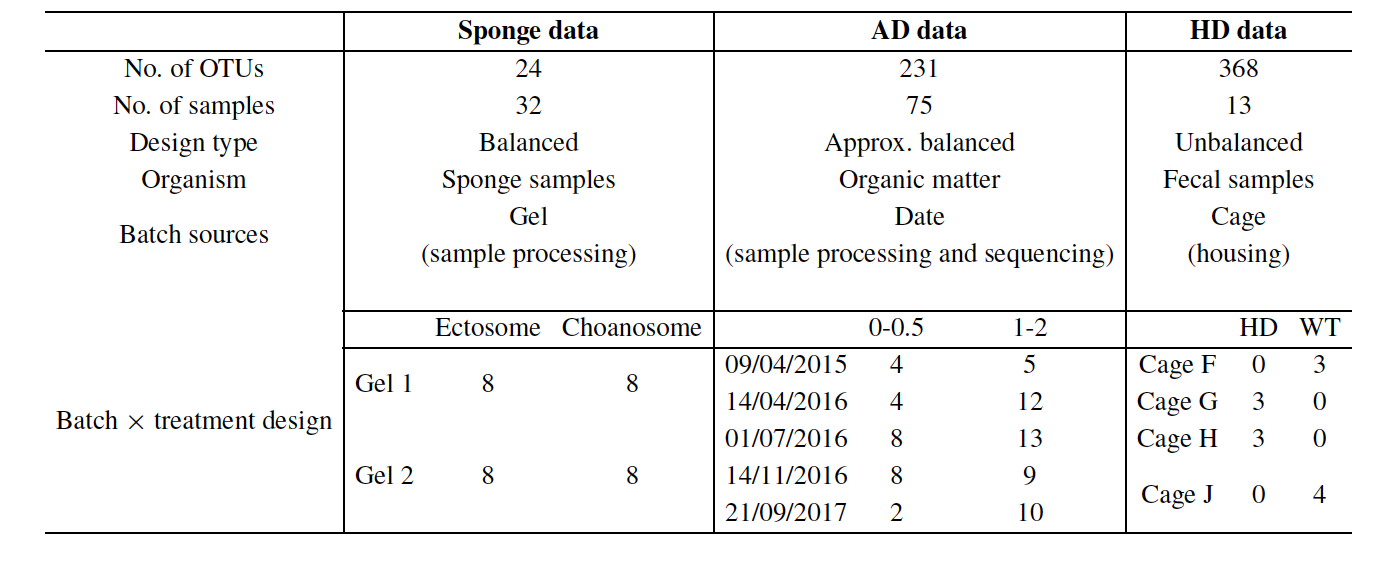 Sponge data AD data HD data
No. of OTUs 24 231 368
No. of samples 32 75 13
Design type Balanced Approx. balanced Unbalanced
Organism Sponge samples Organic matter Fecal samples
Batch sources Gel Date Cage
(sample processing) (sample processing and sequencing) (housing)
Ectosome Choanosome 0-0.5 1-2 HD WT
Batch × treatment design
Gel 1 8 8
Gel 2 8 8
09/04/2015 4 5
14/04/2016 4 12
01/07/2016 8 13
14/11/2016 8 9
21/09/2017 2 10
Cage F 0 3
Cage G 3 0
Cage H 3 0
Cage J 0 4